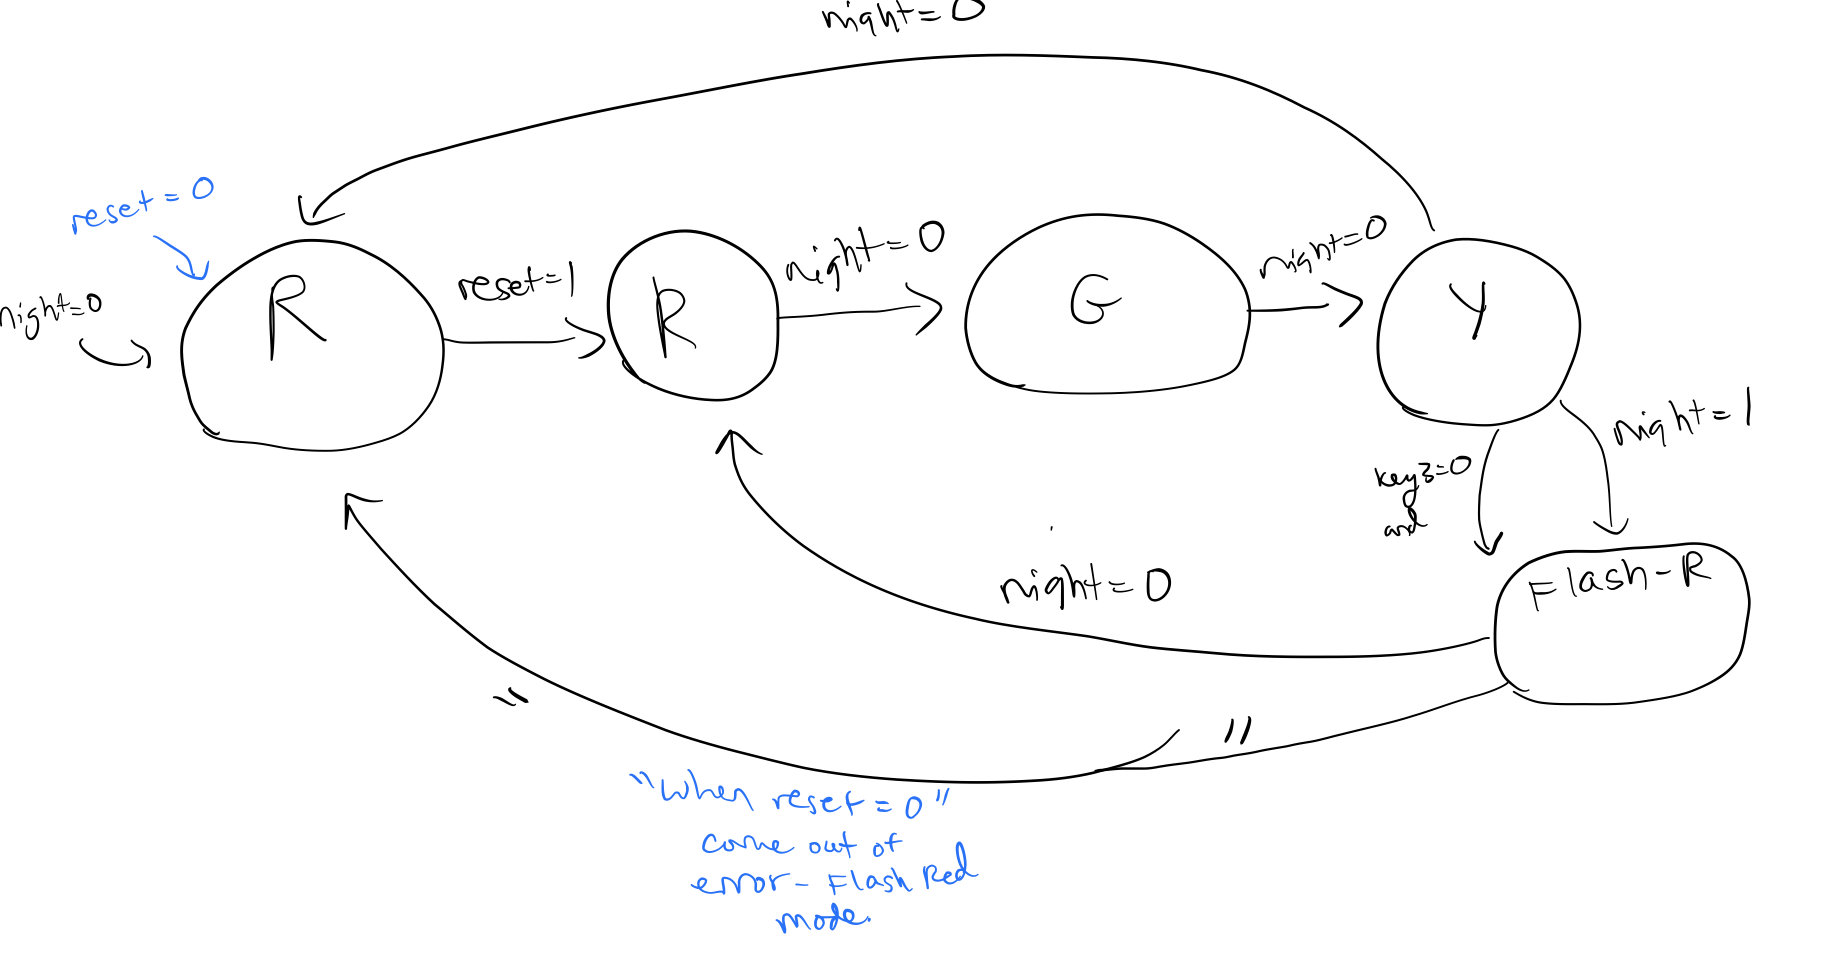 night=0
reset=0
night=0
R
reset=1
R
night=0
G
night=0
Y
night=1
key3=0
and
Flash-R
night=0
"
"
"When reset=0"
come out of
error- Flash Red
mode.